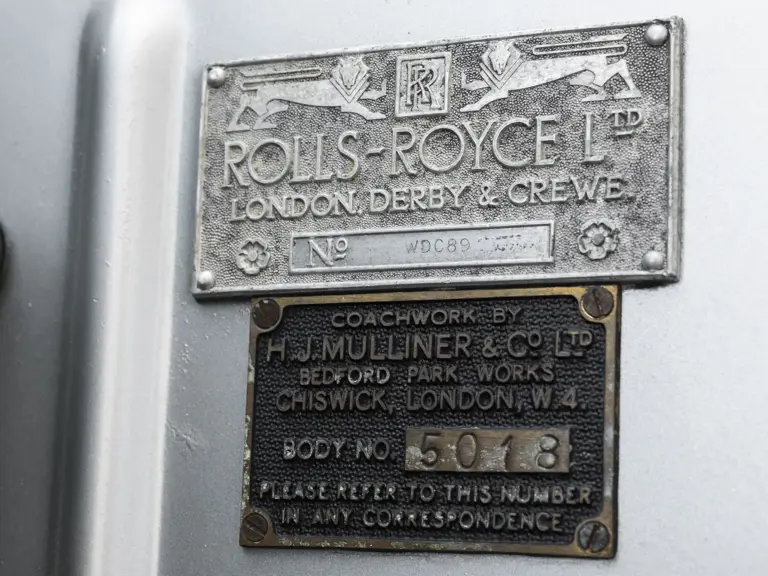 RR
ROLLS-ROYCE LTD
LONDON, DERBY & CREWE.
No WDC89
COACHWORK BY
H.J. MULLINER & Co LTD
BEDFORD PARK WORKS
CHISWICK, LONDON, W.4.
BODY NO. 5018
PLEASE REFER TO THIS NUMBER
IN ANY CORRESPONDENCE